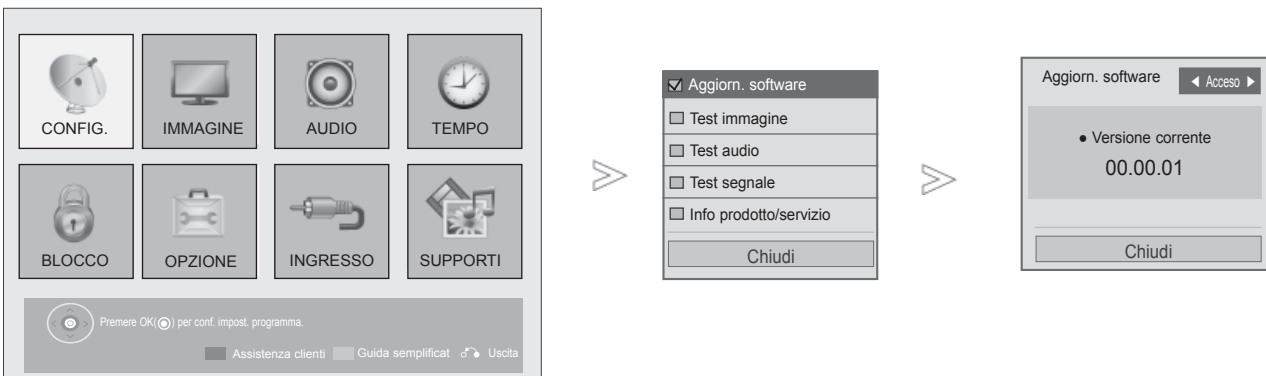 CONFIG. IMMAGINE AUDIO TEMPO
BLOCCO OPZIONE INGRESSO SUPPORTI
Premere OK( ) per conf. impost. programma.
Assistenza clienti Guida semplificat Uscita
Aggiorn. software
Test immagine
Test audio
Test segnale
Info prodotto/servizio
Chiudi
Aggiorn. software ◀ Acceso ▶
● Versione corrente
00.00.01
Chiudi